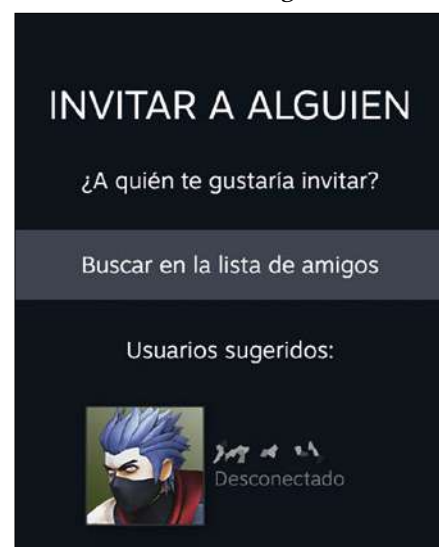 INVITAR A ALGUIEN
¿A quién te gustaría invitar?
Buscar en la lista de amigos
Usuarios sugeridos:
Desconectado